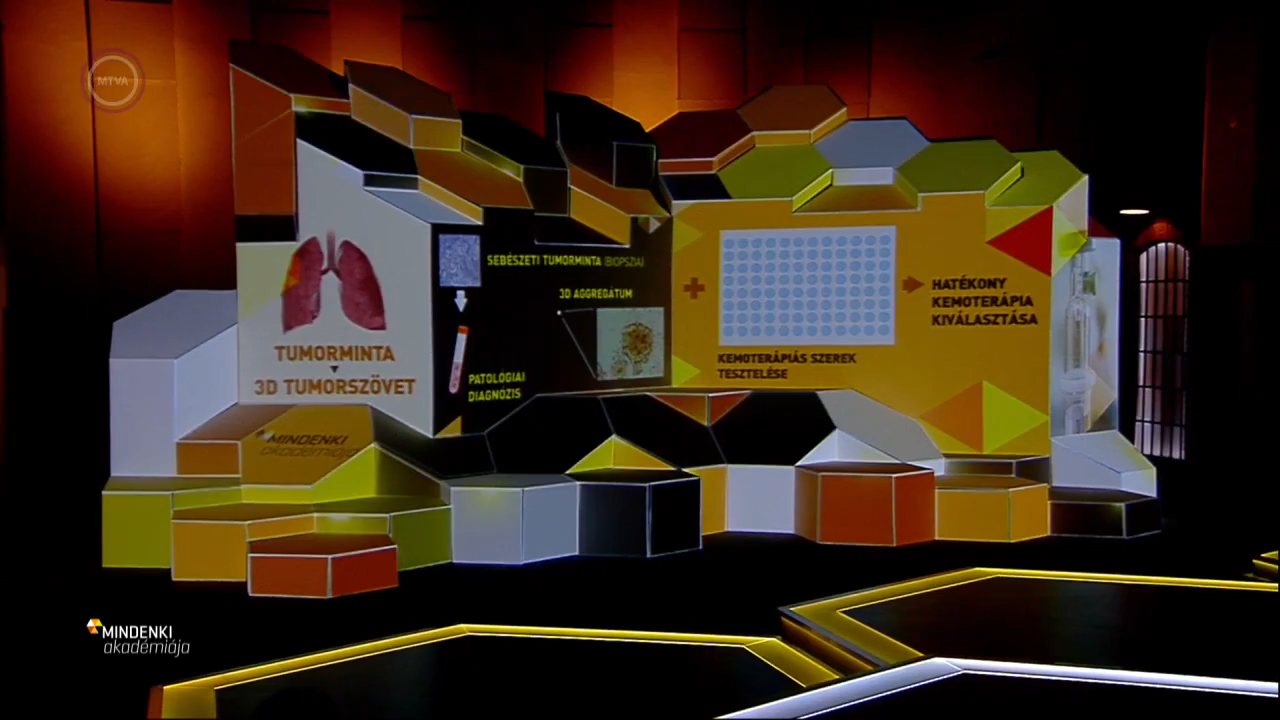 MTVA
TUMORMINTA
3D TUMORSZÖVET
SEBÉSZETI TUMORMINTA (BIOPSZIA)
3D AGGREGÁTUM
PATOLÓGIAI
DIAGNÓZIS
KEMOTERÁPIÁS SZEREK
TESZTELÉSE
HATÉKONY
KEMOTERÁPIA
KIVÁLASZTÁSA
MINDENKI
akadémiája
MINDENKI
akadémiája